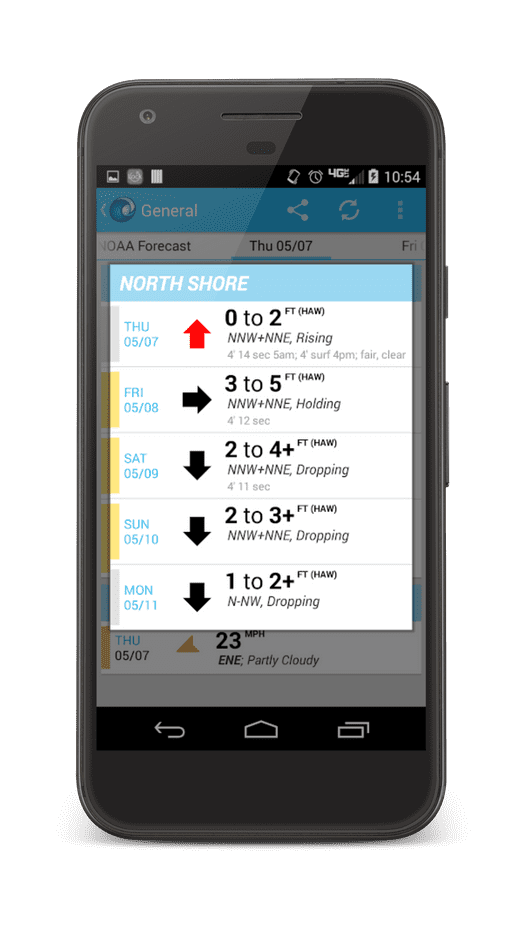 4G LTE 10:54
General
NOAA Forecast Thu 05/07 Fri
NORTH SHORE
THU
05/07
0 to 2 FT (HAW)
NNW+NNE, Rising
4' 14 sec 5am; 4' surf 4pm; fair, clear
FRI
05/08
3 to 5 FT (HAW)
NNW+NNE, Holding
4' 12 sec
SAT
05/09
2 to 4+ FT (HAW)
NNW+NNE, Dropping
4' 11 sec
SUN
05/10
2 to 3+ FT (HAW)
NNW+NNE, Dropping
MON
05/11
1 to 2+ FT (HAW)
N-NW, Dropping
THU
05/07
23 MPH
ENE; Partly Cloudy